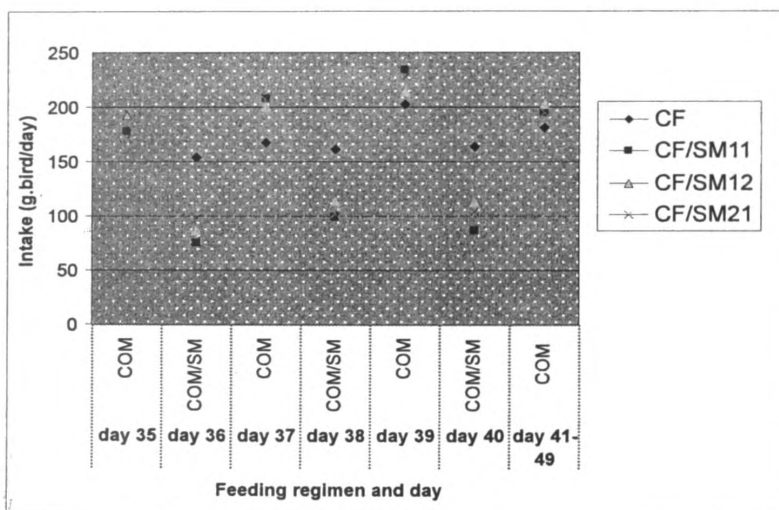 250
200
150
100
50
0
Intake (g.bird/day)
COM
COM/SM
COM
COM/SM
COM
COM/SM
COM
day 35
day 36
day 37
day 38
day 39
day 40
day 41-
49
Feeding regimen and day
CF
CF/SM11
CF/SM12
CF/SM21